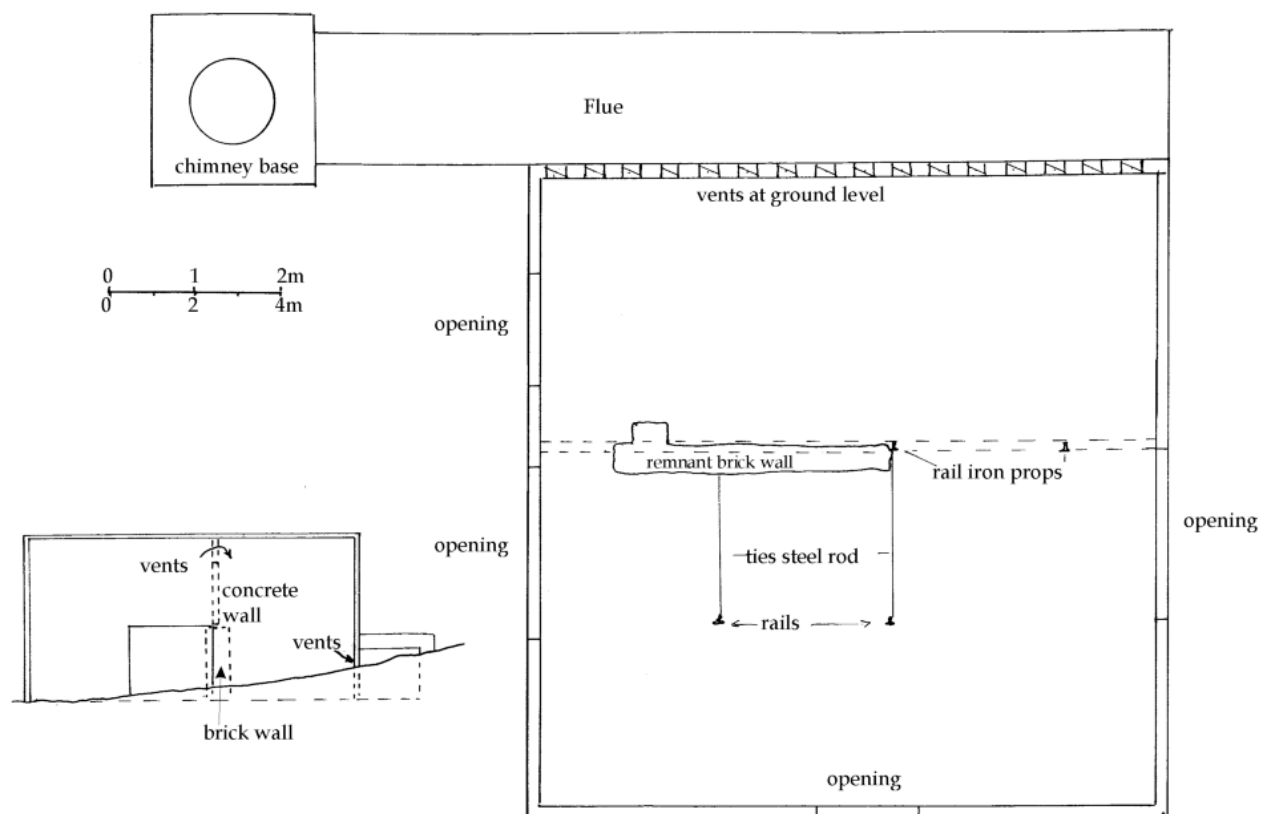 Flue
chimney base
vents at ground level
0 1 2m
0 2 4m
opening
remnant brick wall
rail iron props
opening
opening
ties steel rod
vents
concrete
wall
rails
vents
brick wall
opening